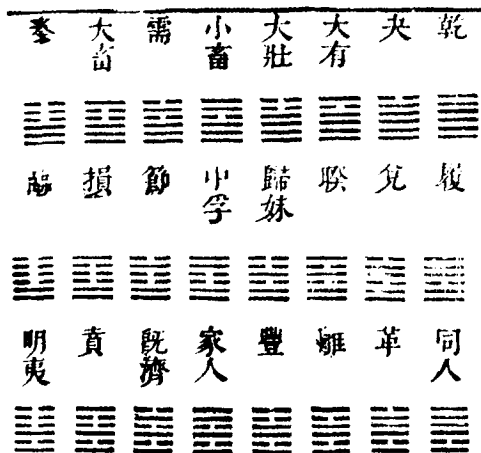 乾 夬 大有 大壯 小畜 需 大畜 泰
履 兌 睽 歸妹 中孚 節 損 臨
同人 革 離 豐 家人 既濟 賁 明夷